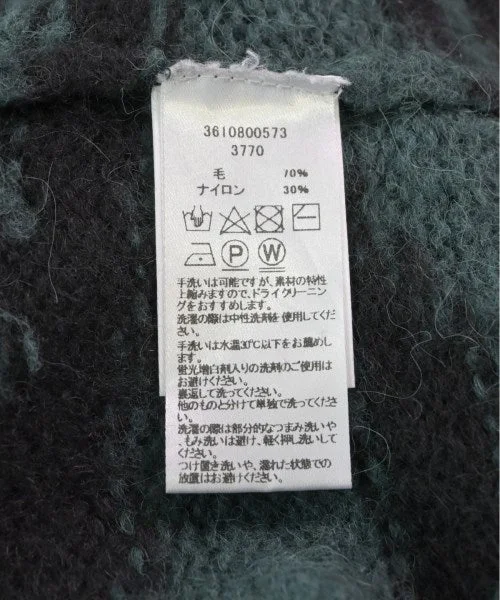 3610800573
3770
毛 70%
ナイロン 30%
P W
手洗いは可能ですが、素材の特性
上縮みますので、ドライクリーニン
グをおすすめします。
洗濯の際は中性洗剤を使用してくだ
さい。
手洗いは水温30℃以下をお薦めし
ます。
蛍光増白剤入りの洗剤のご使用は
お避けください。
裏返して洗ってください。
他のものと分けて単独で洗ってくださ
い。
洗濯の際は部分的なつまみ洗いや
、もみ洗いは避け、軽く押し洗いし
てください。
つけ置き洗いや、濡れた状態での
放置はお避けください。